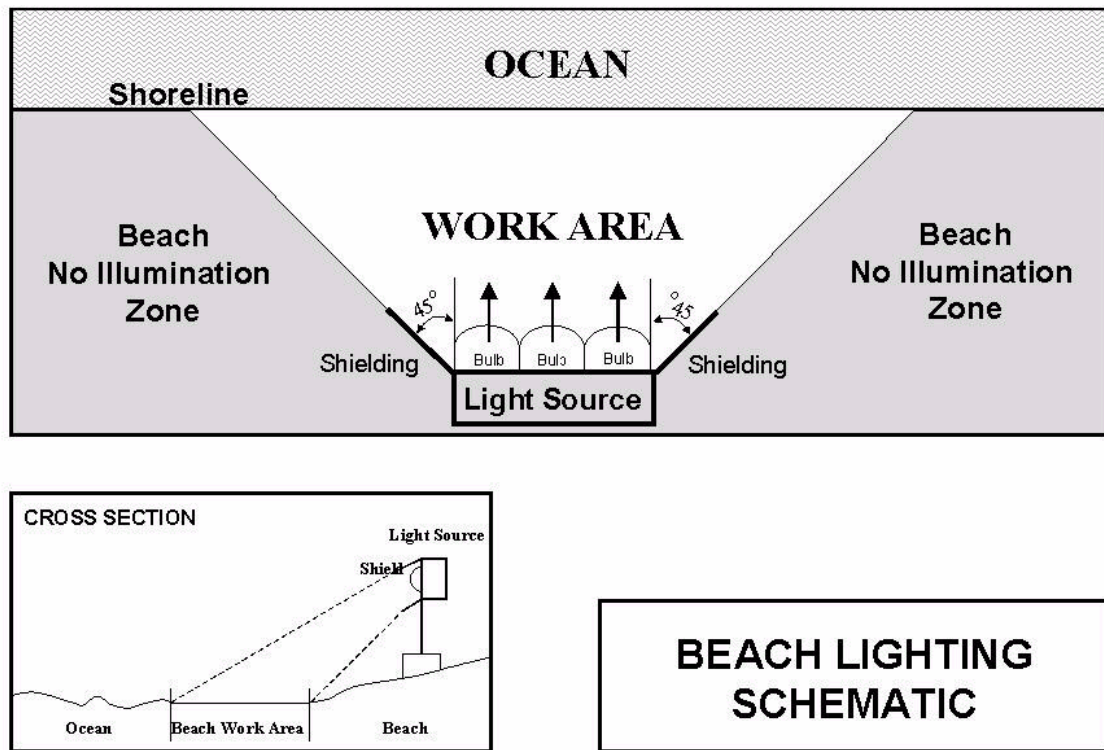 OCEAN
Shoreline
WORK AREA
Beach
No Illumination
Zone
Beach
No Illumination
Zone
45°
°45
Shielding
Bulb
Bulb
Bulb
Shielding
Light Source
CROSS SECTION
Light Source
Shield
Ocean
Beach Work Area
Beach
BEACH LIGHTING
SCHEMATIC